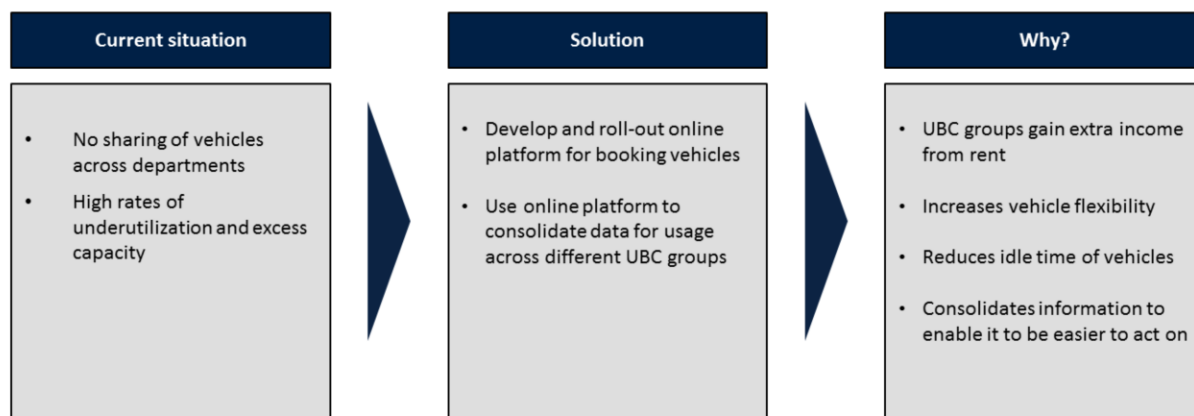 Current situation
• No sharing of vehicles
across departments
• High rates of
underutilization and excess
capacity
Solution
• Develop and roll-out online
platform for booking vehicles
• Use online platform to
consolidate data for usage
across different UBC groups
Why?
• UBC groups gain extra income
from rent
• Increases vehicle flexibility
• Reduces idle time of vehicles
• Consolidates information to
enable it to be easier to act on